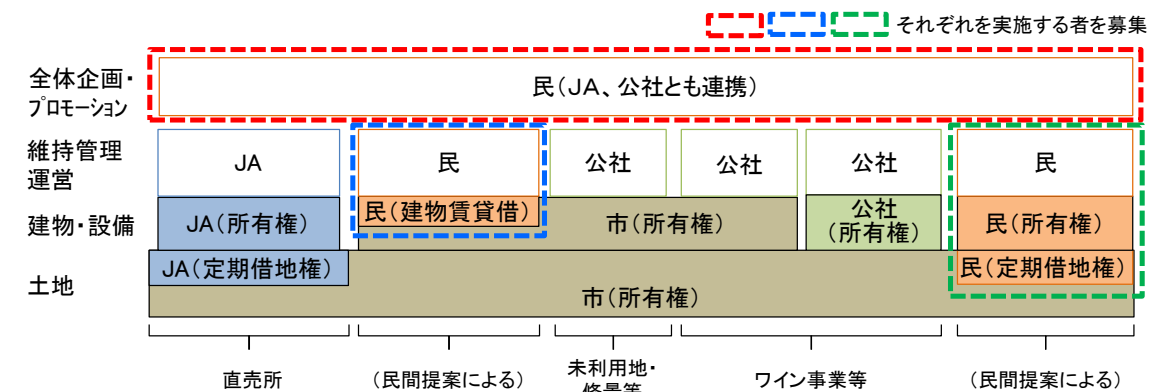 それぞれを実施する者を募集
全体企画・
プロモーション
民(JA、公社とも連携)
維持管理
運営
JA
民
公社
公社
公社
民
建物・設備
JA(所有権)
民(建物賃貸借)
市(所有権)
公社
(所有権)
民(所有権)
土地
JA(定期借地権)
民(定期借地権)
市(所有権)
直売所
(民間提案による)
未利用地・
ワイン事業等
(民間提案による)